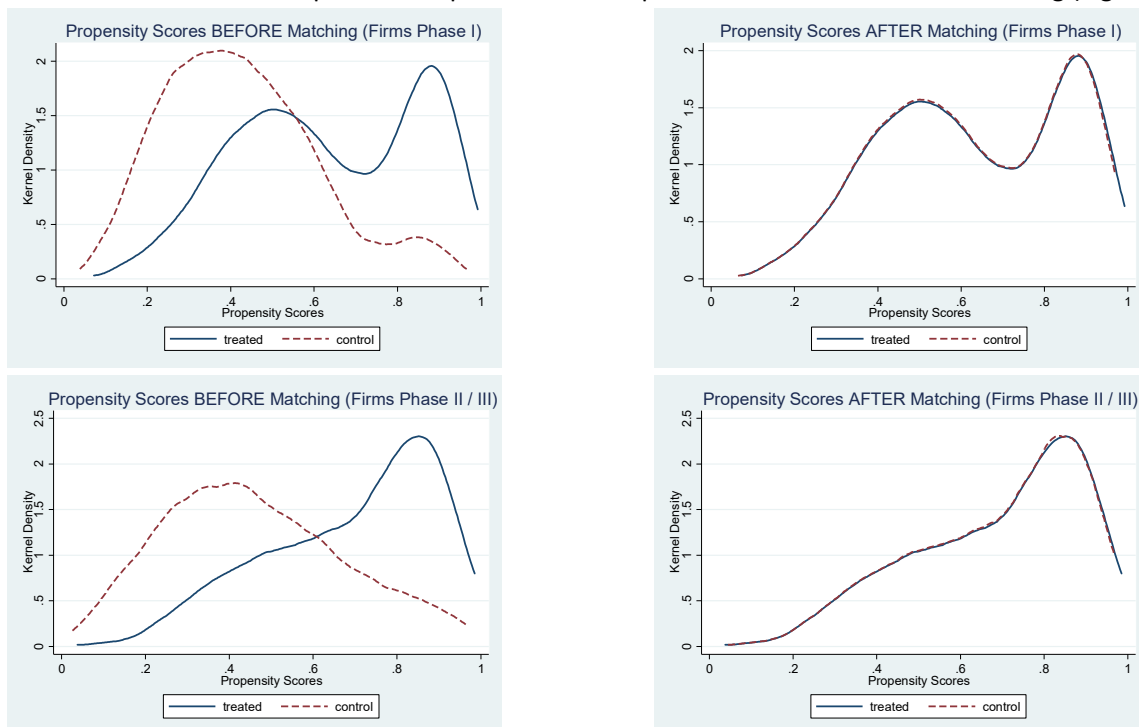 Propensity Scores BEFORE Matching (Firms Phase I)
Kernel Density
0 .5 1 1.5 2
0 .2 .4 .6 .8 1
Propensity Scores
treated control
Propensity Scores AFTER Matching (Firms Phase I)
Kernel Density
0 .5 1 1.5 2
0 .2 .4 .6 .8 1
Propensity Scores
treated control
Propensity Scores BEFORE Matching (Firms Phase II / III)
Kernel Density
0 .5 1 1.5 2 2.5
0 .2 .4 .6 .8 1
Propensity Scores
treated control
Propensity Scores AFTER Matching (Firms Phase II / III)
Kernel Density
0 .5 1 1.5 2 2.5
0 .2 .4 .6 .8 1
Propensity Scores
treated control